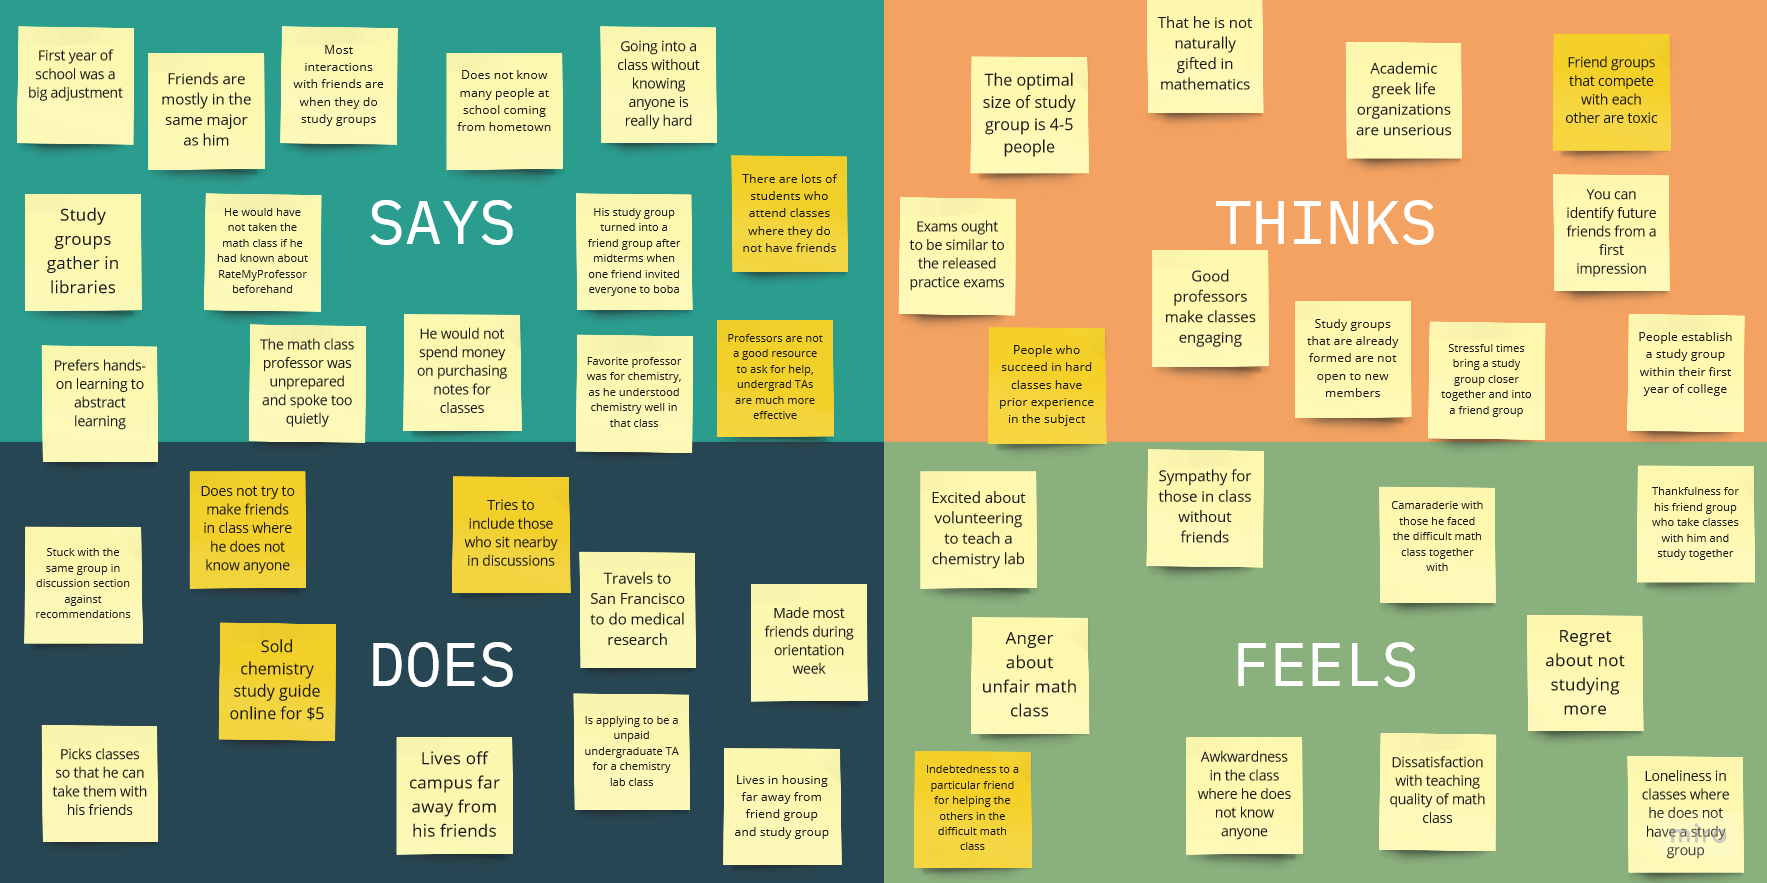 First year of
school was a
big adjustment
Friends are
mostly in the
same major
as him
Most
interactions
with friends are
when they do
study groups
Does not know
many people at
school coming
from hometown
Going into a
class without
knowing
anyone is
really hard
There are lots of
students who
attend classes
where they do
not have friends
Study
groups
gather in
libraries
He would have
not taken the
math class if he
had known about
RateMyProfessor
beforehand
SAYS
His study group
turned into a
friend group after
midterms when
one friend invited
everyone to boba
Prefers hands-
on learning to
abstract
learning
The math class
professor was
unprepared
and spoke too
quietly
He would not
spend money
on purchasing
notes for
classes
Favorite professor
was for chemistry,
as he understood
chemistry well in
that class
Professors are not
a good resource
to ask for help,
undergrad TAs
are much more
effective
The optimal
size of study
group is 4-5
people
That he is not
naturally
gifted in
mathematics
Academic
greek life
organizations
are unserious
Friend groups
that compete
with each
other are toxic
Exams ought
to be similar to
the released
practice exams
THINKS
You can
identify future
friends from a
first
impression
Good
professors
make classes
engaging
People who
succeed in hard
classes have
prior experience
in the subject
Study groups
that are already
formed are not
open to new
members
Stressful times
bring a study
group closer
together and into
a friend group
People establish
a study group
within their first
year of college
Stuck with the
same group in
discussion section
against
recommendations
Does not try to
make friends
in class where
he does not
know anyone
Tries to
include those
who sit nearby
in discussions
Travels to
San Francisco
to do medical
research
Made most
friends during
orientation
week
Sold
chemistry
study guide
online for $5
DOES
Picks classes
so that he can
take them with
his friends
Lives off
campus far
away from
his friends
Is applying to be a
unpaid
undergraduate TA
for a chemistry
lab class
Lives in housing
far away from
friend group
and study group
Excited about
volunteering
to teach a
chemistry lab
Sympathy for
those in class
without
friends
Camaraderie with
those he faced
the difficult math
class together
with
Thankfulness for
his friend group
who take classes
with him and
study together
Anger
about
unfair math
class
FEELS
Regret
about not
studying
more
Indebtedness to a
particular friend
for helping the
others in the
difficult math
class
Awkwardness
in the class
where he does
not know
anyone
Dissatisfaction
with teaching
quality of math
class
Loneliness in
classes where
he does not
have a study
group
miro